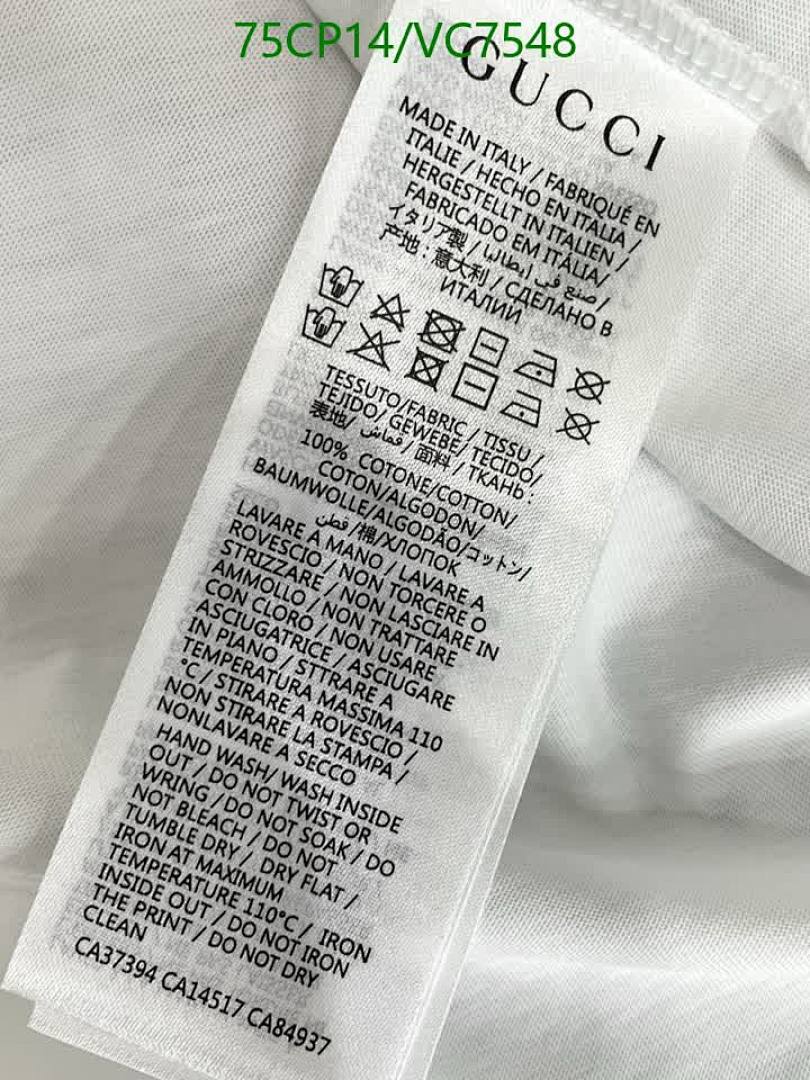 75CP14/VC7548
GUCCI
MADE IN ITALY / FABRIQUÉ EN
ITALIE / HECHO EN ITALIA /
HERGESTELLT IN ITALIEN /
FABRICADO EM ITÁLIA/
イタリア製 / صنع في ايطاليا/
产地：意大利 / СДЕЛАНО В
ИТАЛИИ
TESSUTO/FABRIC / TISSU /
TEJIDO/ GEWEBE/ TECIDO/
表地/ قماش / 面料 / ТКАНЬ :
100% COTONE/COTTON/
COTON/ALGODON/
BAUMWOLLE/ALGODÃO/コットン/
قطن/棉/ХЛОПОК
LAVARE A MANO / LAVARE A
ROVESCIO / NON TORCERE O
STRIZZARE / NON LASCIARE IN
AMMOLLO / NON TRATTARE
CON CLORO / NON USARE
ASCIUGATRICE / ASCIUGARE
IN PIANO / STTRARE A
TEMPERATURA MASSIMA 110
°C / STIRARE A ROVESCIO /
NON STIRARE LA STAMPA /
NONLAVARE A SECCO
HAND WASH/ WASH INSIDE
OUT / DO NOT TWIST OR
WRING / DO NOT SOAK / DO
NOT BLEACH / DO NOT
TUMBLE DRY / DRY FLAT /
IRON AT MAXIMUM
TEMPERATURE 110°C / IRON
INSIDE OUT / DO NOT IRON
THE PRINT / DO NOT DRY
CLEAN
CA37394 CA14517 CA84937